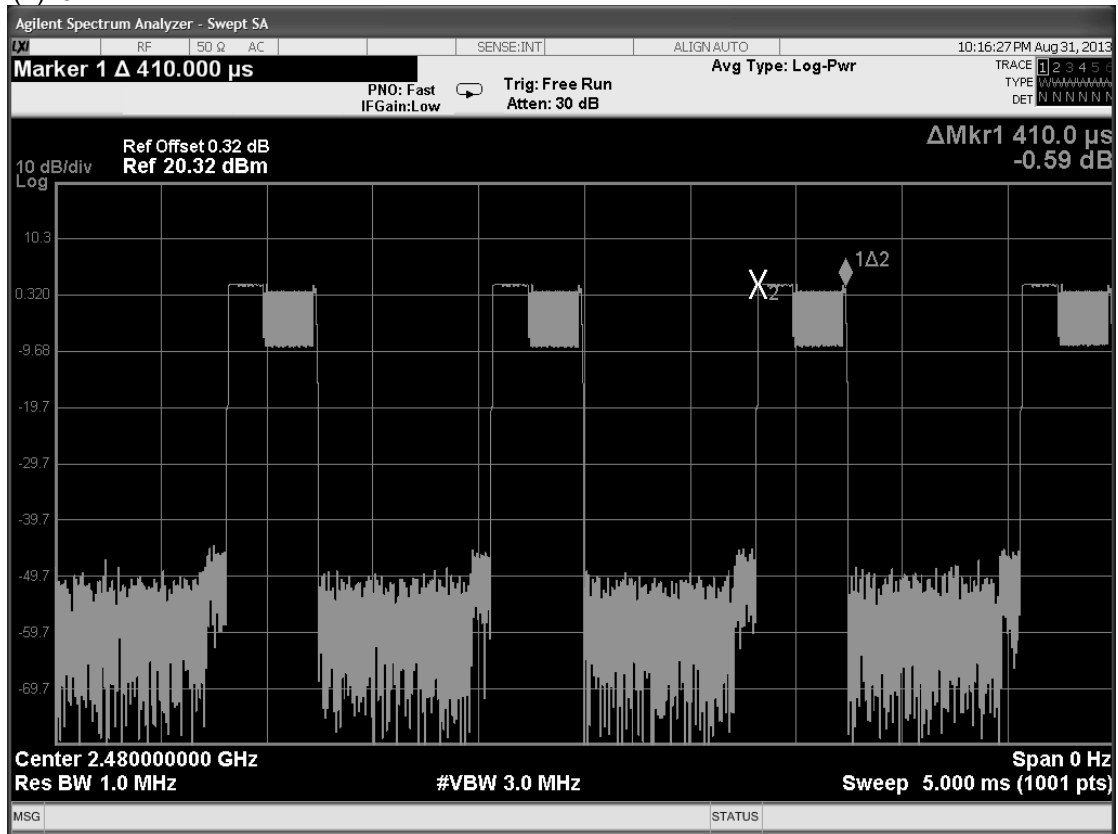 Agilent Spectrum Analyzer - Swept SA
LXI RF 50 Ω AC SENSE:INT ALIGN AUTO 10:16:27 PM Aug 31, 2013
Marker 1 Δ 410.000 µs Avg Type: Log-Pwr TRACE 1 2 3 4 5 6
PNO: Fast Trig: Free Run TYPE
IFGain:Low Atten: 30 dB DET N N N N N N
ΔMkr1 410.0 µs
-0.59 dB
Ref Offset 0.32 dB
10 dB/div Ref 20.32 dBm
Log
10.3
1Δ2
0.320
2
-9.68
-19.7
-29.7
-39.7
-49.7
-59.7
-69.7
Center 2.480000000 GHz Span 0 Hz
Res BW 1.0 MHz #VBW 3.0 MHz Sweep 5.000 ms (1001 pts)
MSG STATUS